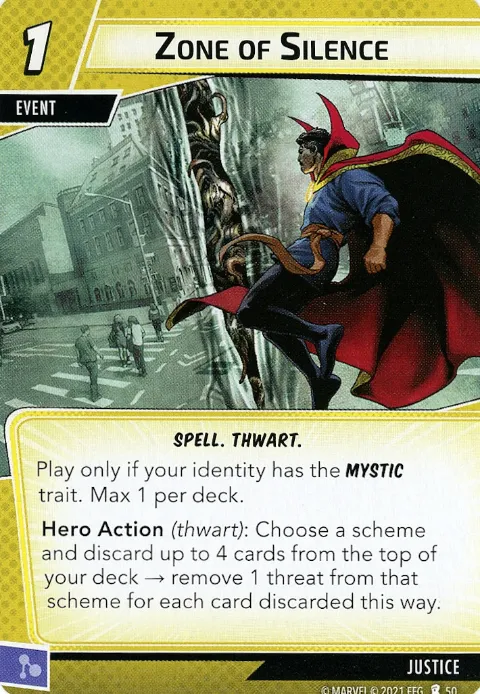 1
ZONE OF SILENCE
EVENT
SPELL. THWART.
Play only if your identity has the MYSTIC
trait. Max 1 per deck.
Hero Action (thwart): Choose a scheme
and discard up to 4 cards from the top of
your deck → remove 1 threat from that
scheme for each card discarded this way.
JUSTICE
© MARVEL © 2021 FFG 50